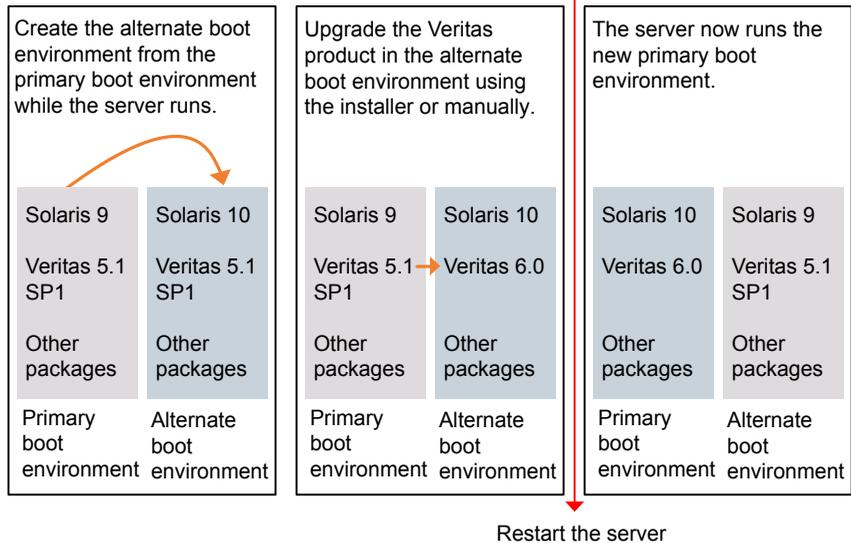 Create the alternate boot
environment from the
primary boot environment
while the server runs.
Solaris 9
Veritas 5.1
SP1
Other
packages
Primary
boot
environment
Solaris 10
Veritas 5.1
SP1
Other
packages
Alternate
boot
environment
Upgrade the Veritas
product in the alternate
boot environment using
the installer or manually.
Solaris 9
Veritas 5.1
SP1
Other
packages
Primary
boot
environment
Solaris 10
Veritas 6.0
Other
packages
Alternate
boot
environment
The server now runs the
new primary boot
environment.
Solaris 10
Veritas 6.0
Other
packages
Primary
boot
environment
Solaris 9
Veritas 5.1
SP1
Other
packages
Alternate
boot
environment
Restart the server